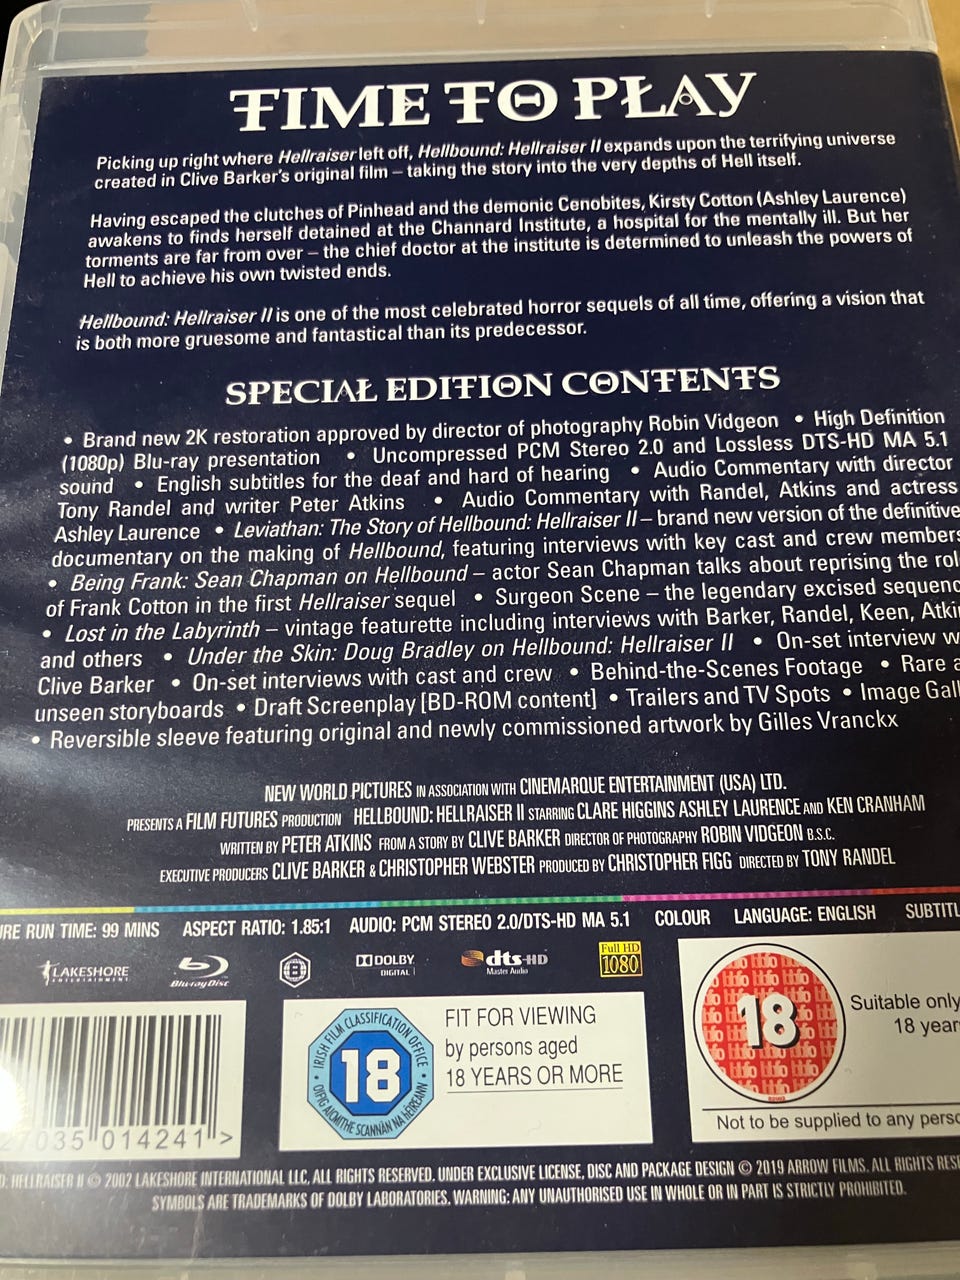 TIME TO PLAY
Picking up right where Hellraiser left off, Hellbound: Hellraiser II expands upon the terrifying universe
created in Clive Barker's original film – taking the story into the very depths of Hell itself.
Having escaped the clutches of Pinhead and the demonic Cenobites, Kirsty Cotton (Ashley Laurence)
awakens to finds herself detained at the Channard Institute, a hospital for the mentally ill. But her
torments are far from over – the chief doctor at the institute is determined to unleash the powers of
Hell to achieve his own twisted ends.
Hellbound: Hellraiser II is one of the most celebrated horror sequels of all time, offering a vision that
is both more gruesome and fantastical than its predecessor.
SPECIAL EDITION CONTENTS
• Brand new 2K restoration approved by director of photography Robin Vidgeon • High Definition
(1080p) Blu-ray presentation • Uncompressed PCM Stereo 2.0 and Lossless DTS-HD MA 5.1
sound • English subtitles for the deaf and hard of hearing • Audio Commentary with director
Tony Randel and writer Peter Atkins • Audio Commentary with Randel, Atkins and actress
Ashley Laurence • Leviathan: The Story of Hellbound: Hellraiser II – brand new version of the definitive
documentary on the making of Hellbound, featuring interviews with key cast and crew members
• Being Frank: Sean Chapman on Hellbound – actor Sean Chapman talks about reprising the rol
of Frank Cotton in the first Hellraiser sequel • Surgeon Scene – the legendary excised sequenc
• Lost in the Labyrinth – vintage featurette including interviews with Barker, Randel, Keen, Atki
and others • Under the Skin: Doug Bradley on Hellbound: Hellraiser II • On-set interview w
Clive Barker • On-set interviews with cast and crew • Behind-the-Scenes Footage • Rare a
unseen storyboards • Draft Screenplay [BD-ROM content] • Trailers and TV Spots • Image Gall
• Reversible sleeve featuring original and newly commissioned artwork by Gilles Vranckx
NEW WORLD PICTURES IN ASSOCIATION WITH CINEMARQUE ENTERTAINMENT (USA) LTD.
PRESENTS A FILM FUTURES PRODUCTION HELLBOUND: HELLRAISER II STARRING CLARE HIGGINS ASHLEY LAURENCE AND KEN CRANHAM
WRITTEN BY PETER ATKINS FROM A STORY BY CLIVE BARKER DIRECTOR OF PHOTOGRAPHY ROBIN VIDGEON B.S.C.
EXECUTIVE PRODUCERS CLIVE BARKER & CHRISTOPHER WEBSTER PRODUCED BY CHRISTOPHER FIGG DIRECTED BY TONY RANDEL
URE RUN TIME: 99 MINS ASPECT RATIO: 1.85:1 AUDIO: PCM STEREO 2.0/DTS-HD MA 5.1 COLOUR LANGUAGE: ENGLISH SUBTITL
LAKESHORE ENTERTAINMENT Blu-ray Disc B DOLBY DIGITAL dts-HD Master Audio Full HD 1080
IRISH FILM CLASSIFICATION OFFICE
18
OIFIG AICMITHE SCANNÁN NA hÉIREANN
FIT FOR VIEWING
by persons aged
18 YEARS OR MORE
bbfc
18
Suitable only
18 year
Not to be supplied to any perso
27035 014241 >
D: HELLRAISER II © 2002 LAKESHORE INTERNATIONAL LLC, ALL RIGHTS RESERVED. UNDER EXCLUSIVE LICENSE, DISC AND PACKAGE DESIGN © 2019 ARROW FILMS. ALL RIGHTS RESE
SYMBOLS ARE TRADEMARKS OF DOLBY LABORATORIES. WARNING: ANY UNAUTHORISED USE IN WHOLE OR IN PART IS STRICTLY PROHIBITED.